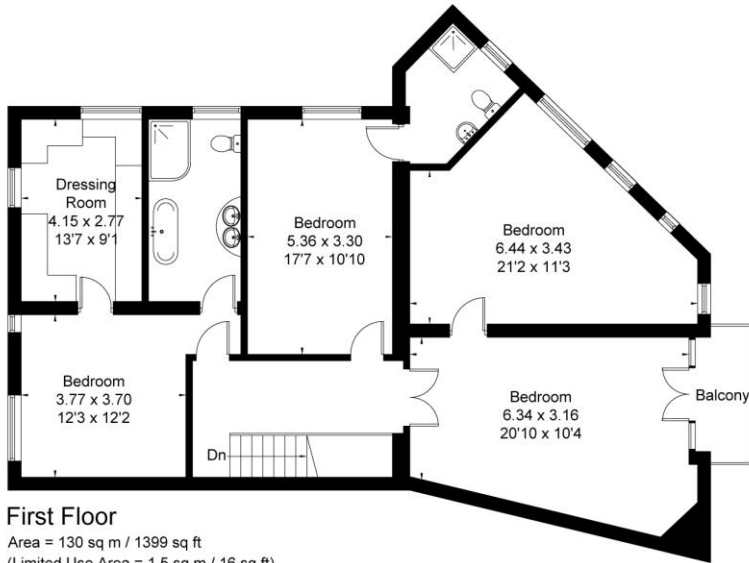 Dressing
Room
4.15 x 2.77
13'7 x 9'1
Bedroom
5.36 x 3.30
17'7 x 10'10
Bedroom
6.44 x 3.43
21'2 x 11'3
Bedroom
3.77 x 3.70
12'3 x 12'2
Dn
Bedroom
6.34 x 3.16
20'10 x 10'4
Balcony
First Floor
Area = 130 sq m / 1399 sq ft
(Limited Use Area = 1.5 sq m / 16 sq ft)